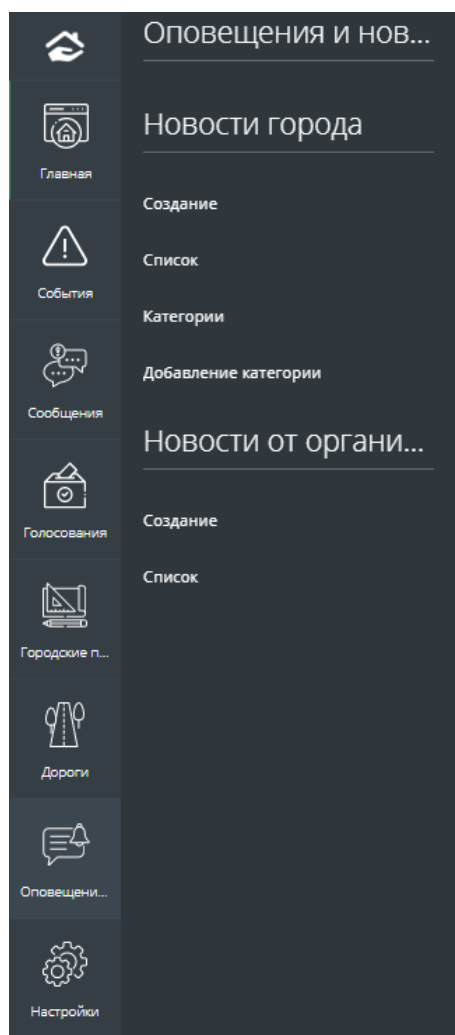 Главная
События
Сообщения
Голосования
Городские п...
Дороги
Оповещени...
Настройки
Оповещения и нов...
Новости города
Создание
Список
Категории
Добавление категории
Новости от органи...
Создание
Список